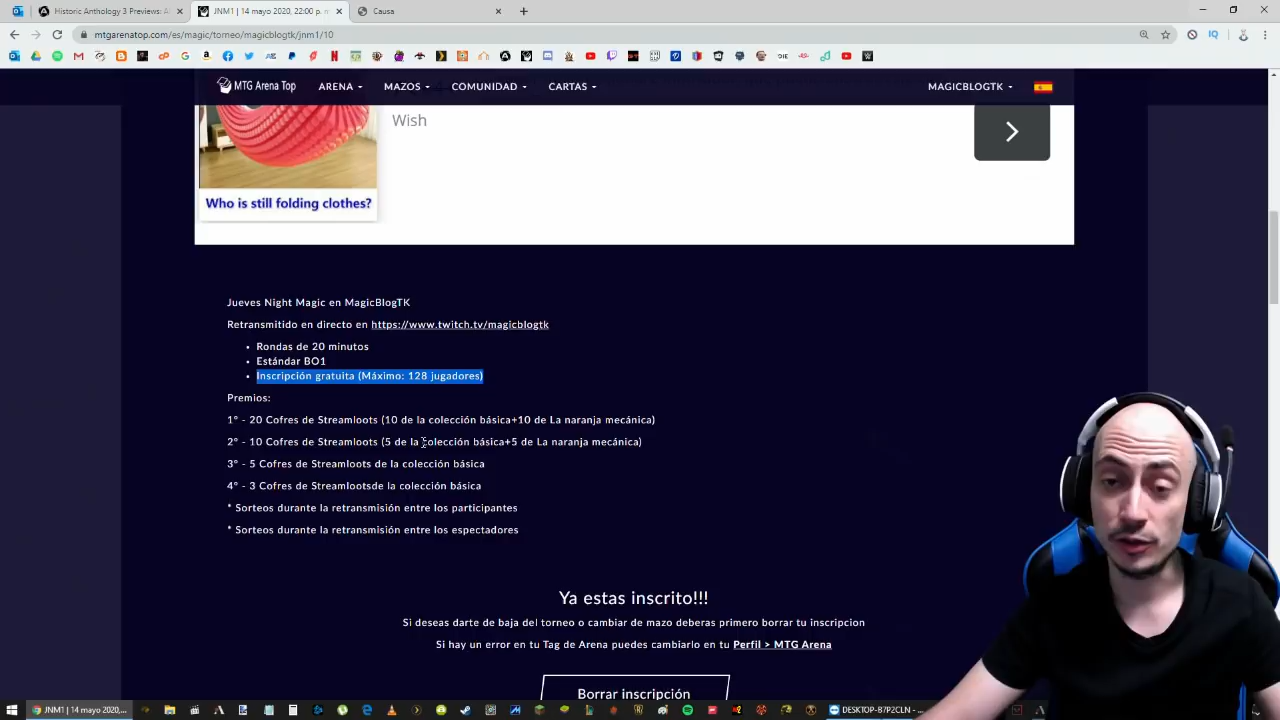 Historic Anthology 3 Previews: Al
JNM1 | 14 mayo 2020, 22:00 p. m.
Causa
mtgarenatop.com/es/magic/torneo/magicblogtk/jnm1/10
MTG Arena Top
ARENA
MAZOS
COMUNIDAD
CARTAS
MAGICBLOGTK
Wish
Who is still folding clothes?
Jueves Night Magic en MagicBlogTK
Retransmitido en directo en https://www.twitch.tv/magicblogtk
• Rondas de 20 minutos
• Estándar BO1
• Inscripción gratuita (Máximo: 128 jugadores)
Premios:
1º - 20 Cofres de Streamloots (10 de la colección básica+10 de La naranja mecánica)
2º - 10 Cofres de Streamloots (5 de la colección básica+5 de La naranja mecánica)
3º - 5 Cofres de Streamloots de la colección básica
4º - 3 Cofres de Streamlootsde la colección básica
* Sorteos durante la retransmisión entre los participantes
* Sorteos durante la retransmisión entre los espectadores
Ya estas inscrito!!!
Si deseas darte de baja del torneo o cambiar de mazo deberas primero borrar tu inscripcion
Si hay un error en tu Tag de Arena puedes cambiarlo en tu Perfil > MTG Arena
Borrar inscripción
JNM1 | 14 mayo 2020,...
DESKTOP-B7P2CLN - ...